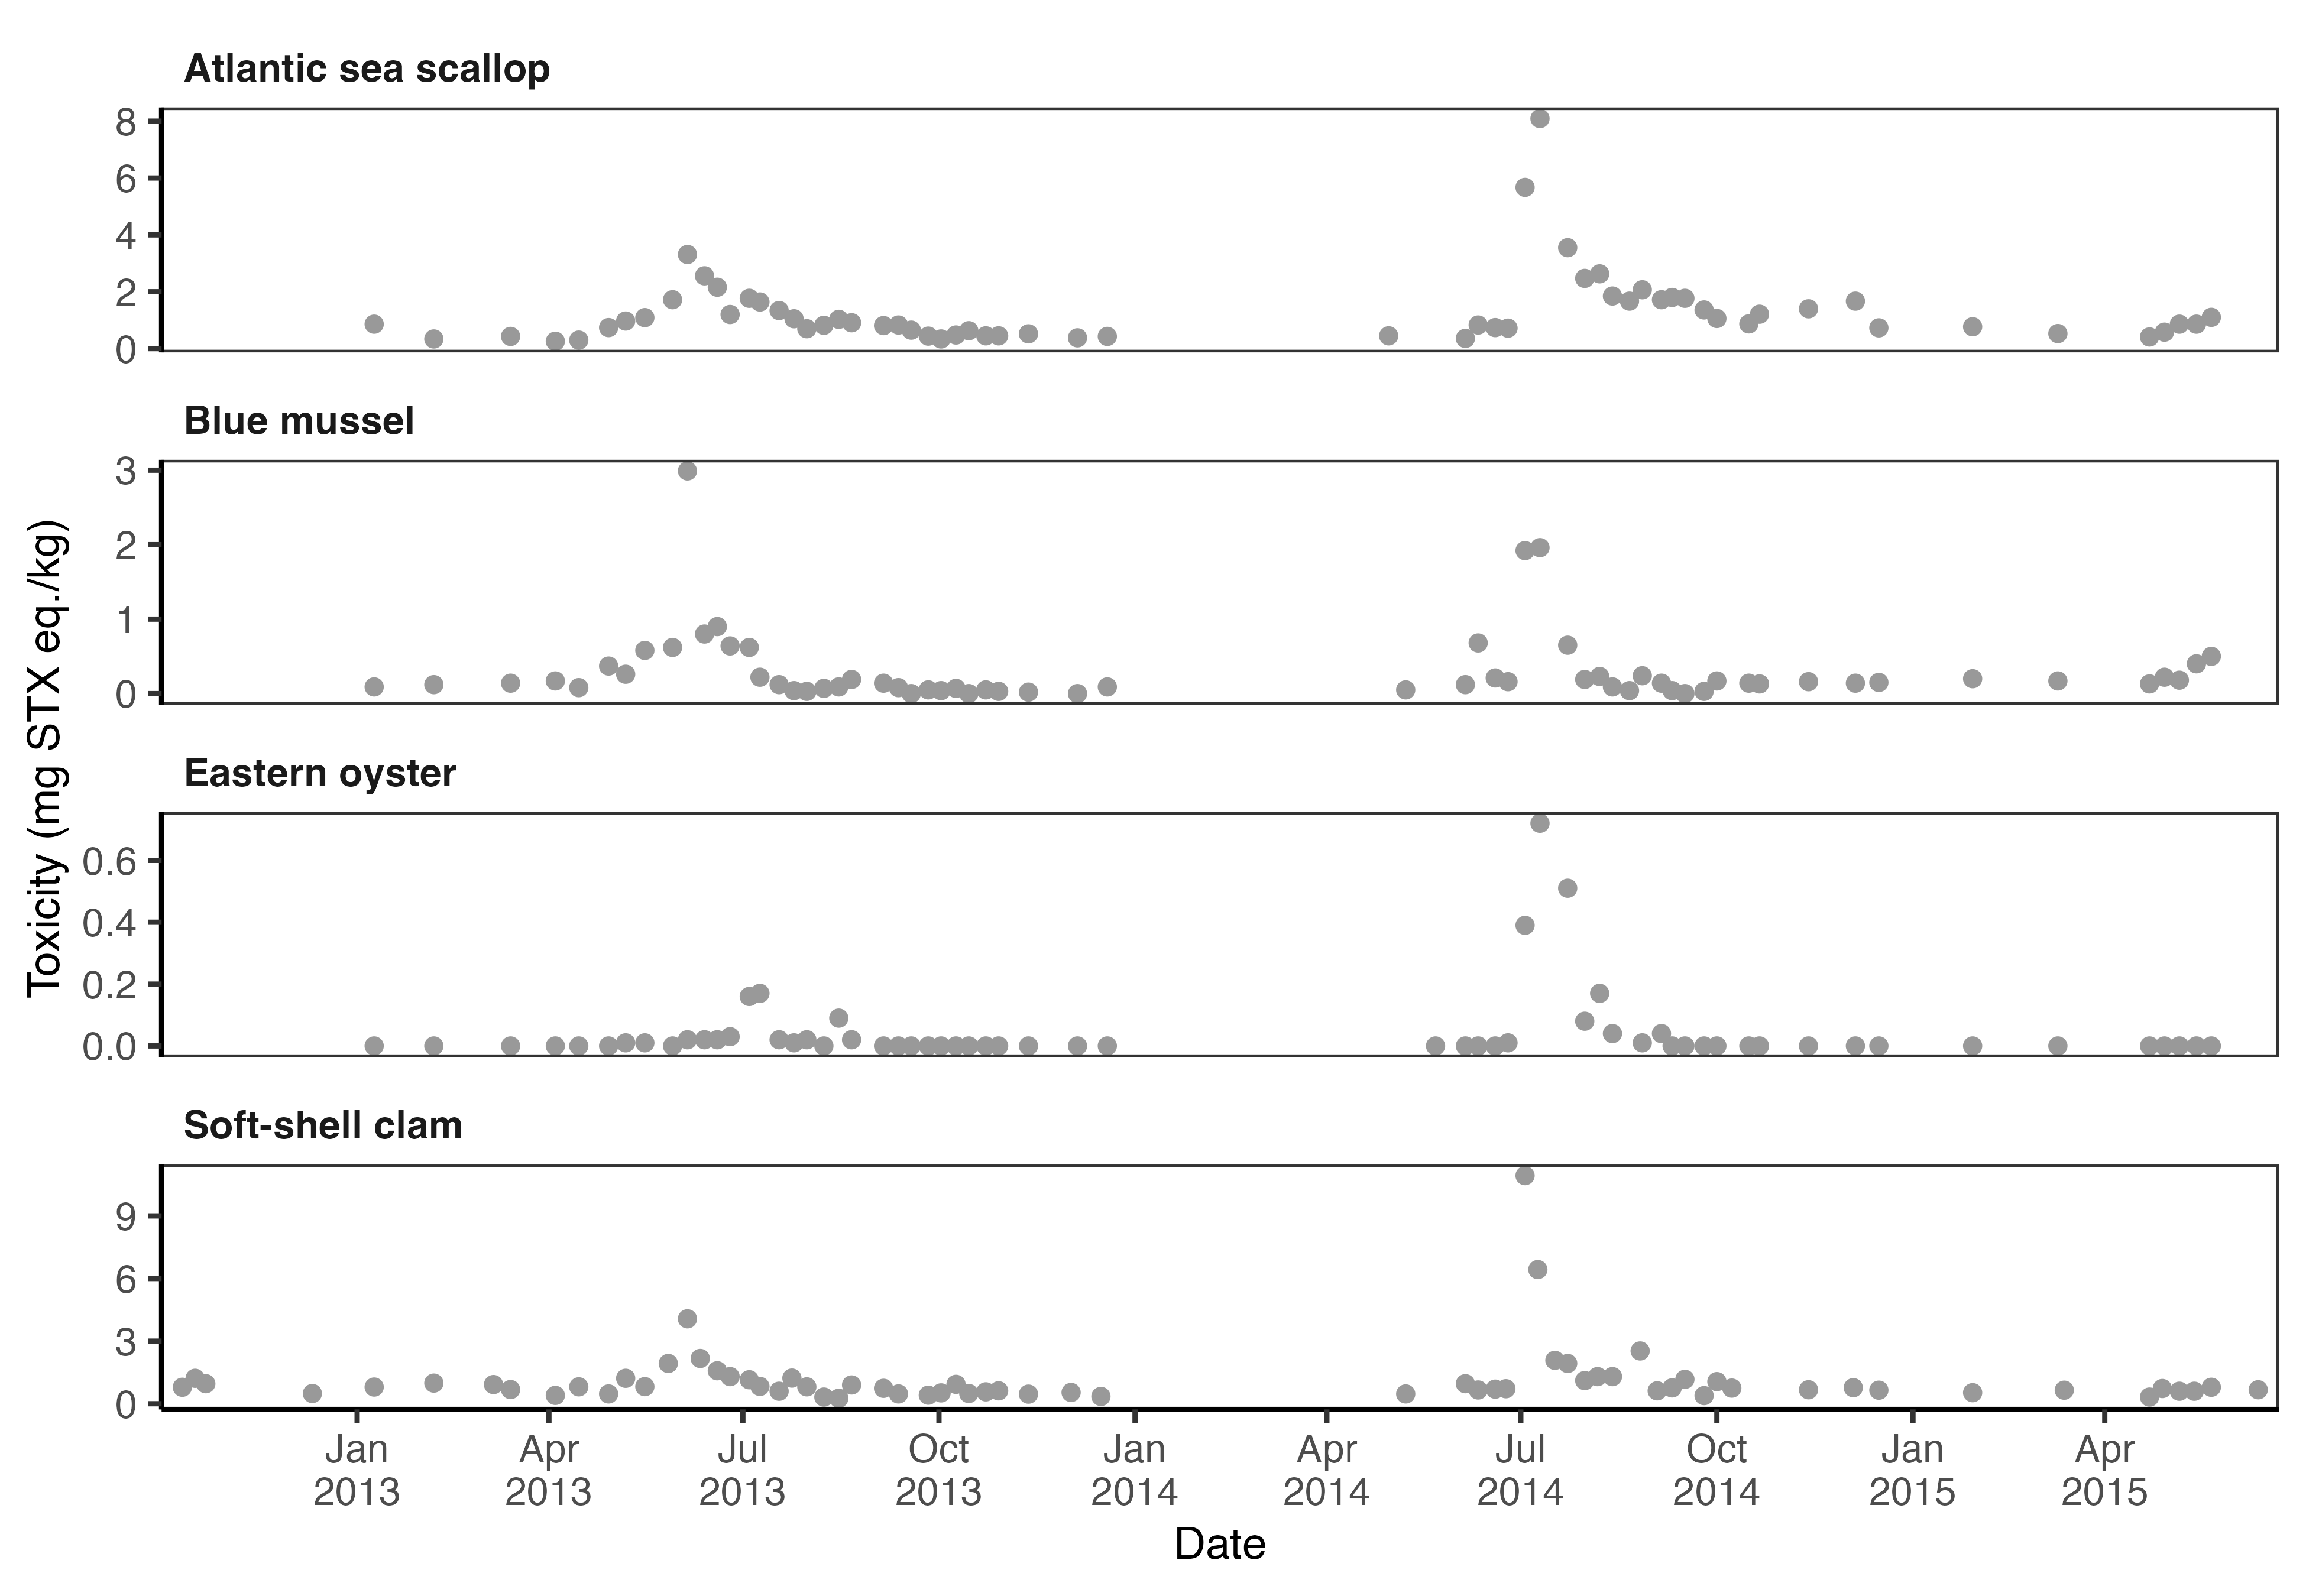 Atlantic sea scallop
8
6
4
2
0
Blue mussel
3
2
1
0
Eastern oyster
0.6
0.4
0.2
0.0
Soft-shell clam
9
6
3
0
Toxicity (mg STX eq./kg)
Jan Apr Jul Oct Jan Apr Jul Oct Jan Apr
2013 2013 2013 2013 2014 2014 2014 2014 2015 2015
Date